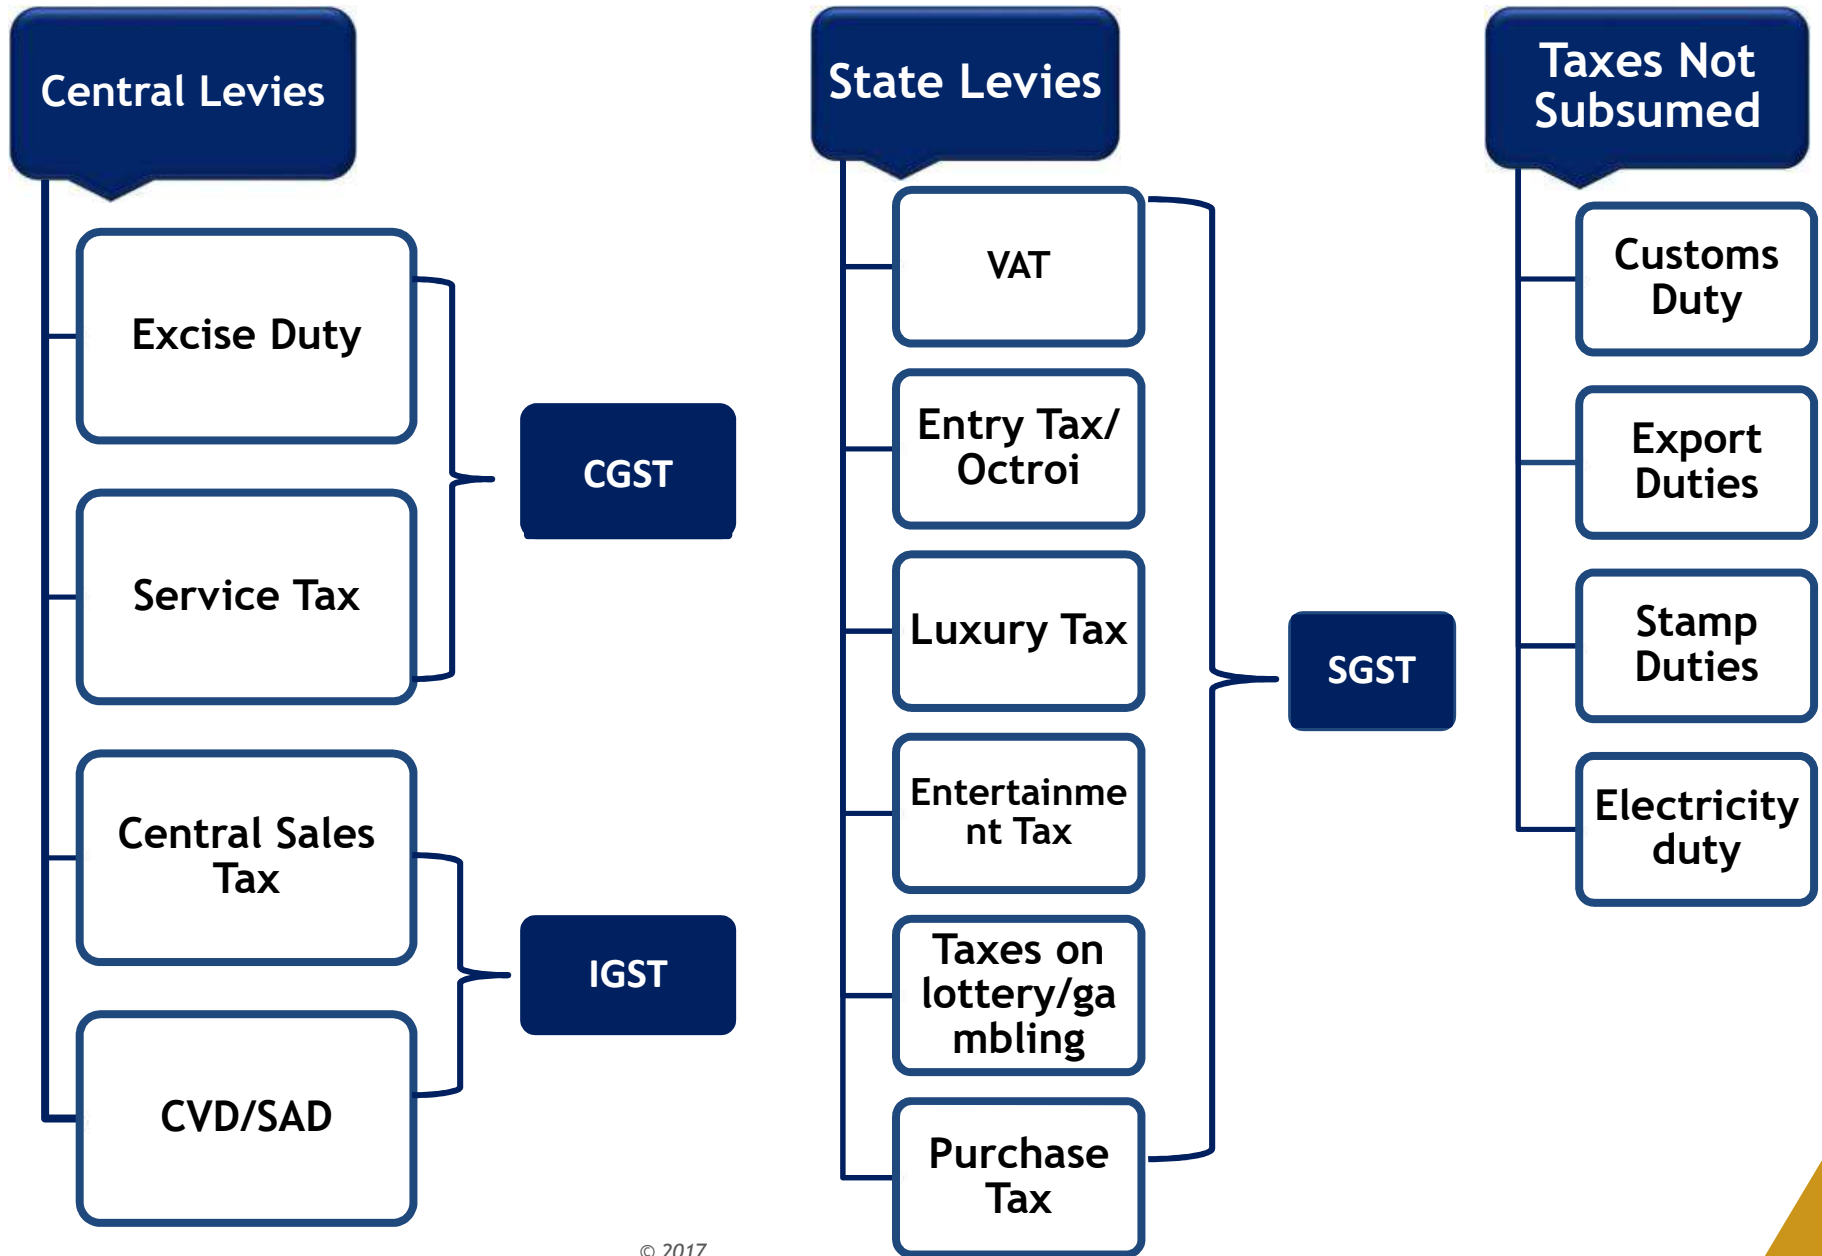 Central Levies
Excise Duty
Service Tax
Central Sales
Tax
CVD/SAD
CGST
IGST
State Levies
VAT
Entry Tax/
Octroi
Luxury Tax
Entertainme
nt Tax
Taxes on
lottery/ga
mbling
Purchase
Tax
SGST
Taxes Not
Subsumed
Customs
Duty
Export
Duties
Stamp
Duties
Electricity
duty
© 2017